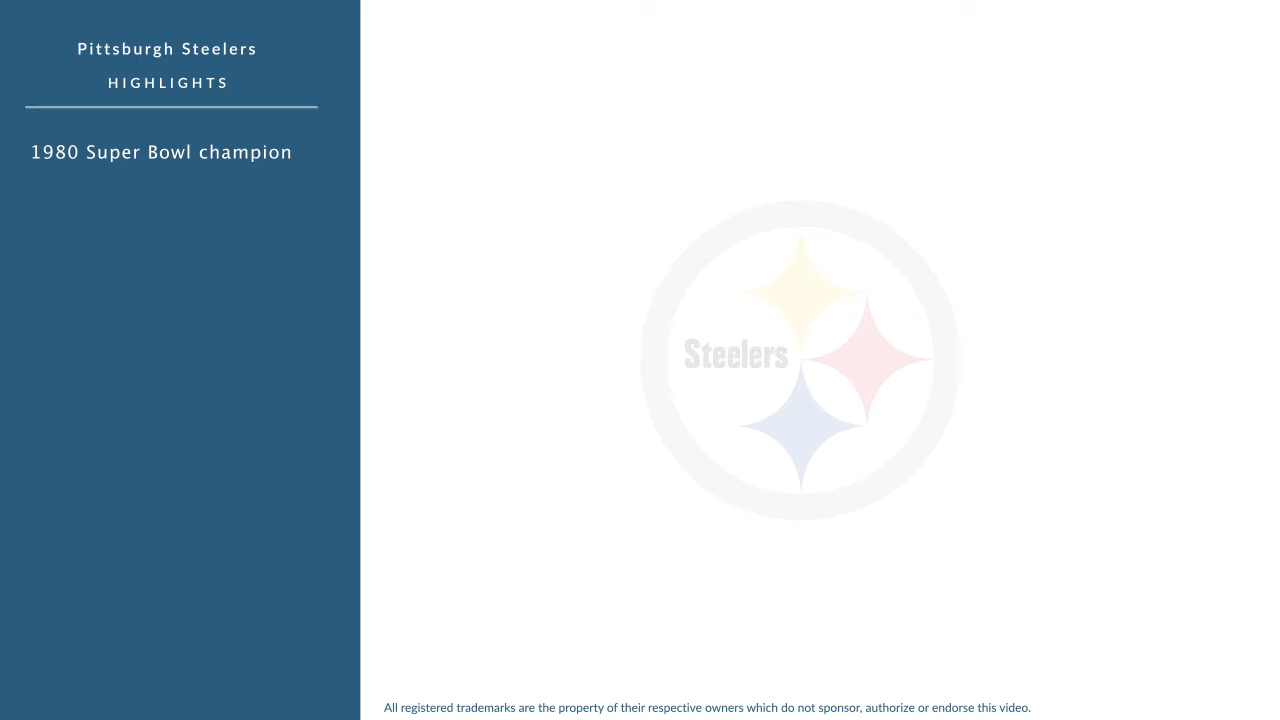 Pittsburgh Steelers
HIGHLIGHTS
1980 Super Bowl champion
Steelers
All registered trademarks are the property of their respective owners which do not sponsor, authorize or endorse this video.